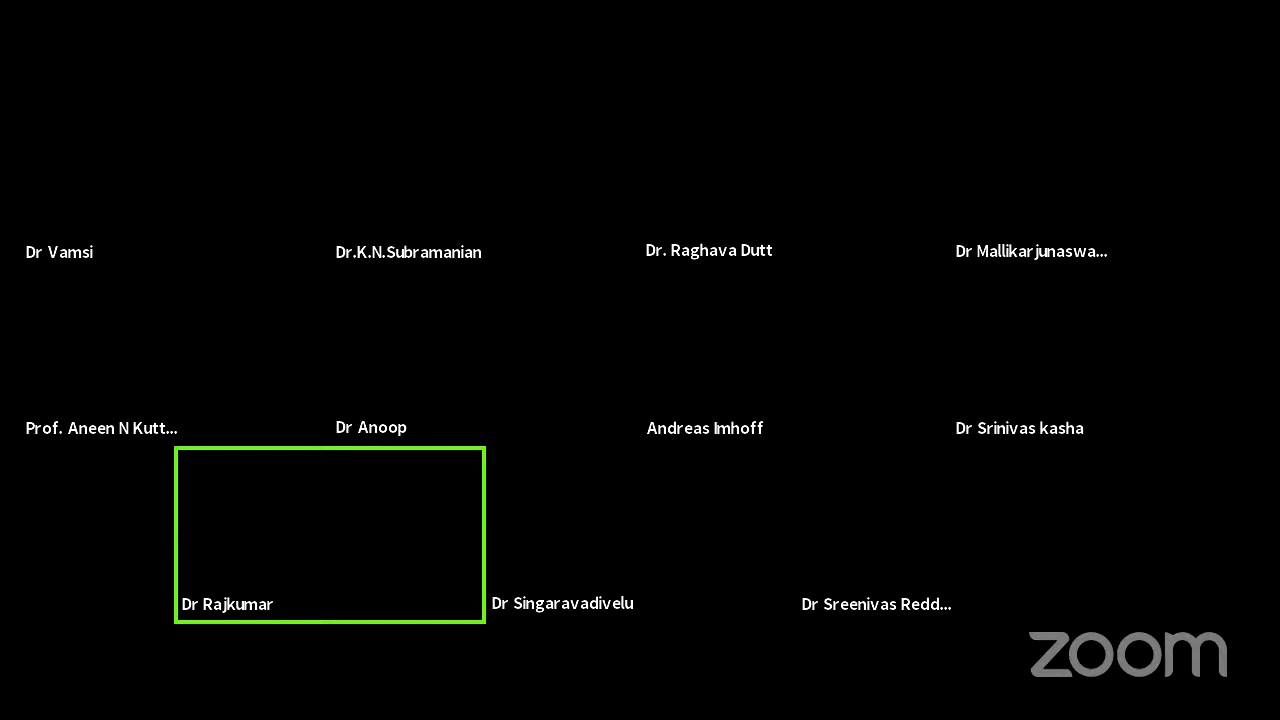 Dr Vamsi
Dr.K.N.Subramanian
Dr. Raghava Dutt
Dr Mallikarjunaswa...
Prof. Aneen N Kutt...
Dr Anoop
Andreas Imhoff
Dr Srinivas kasha
Dr Rajkumar
Dr Singaravadivelu
Dr Sreenivas Redd...
zoom